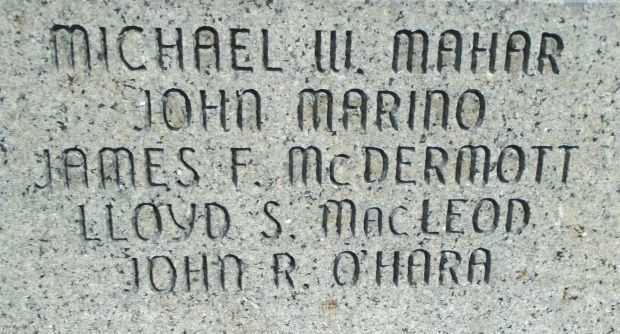 MICHAEL W. MAHAR
JOHN MARINO
JAMES F. McDERMOTT
LLOYD S. MacLEOD
JOHN R. O'HARA